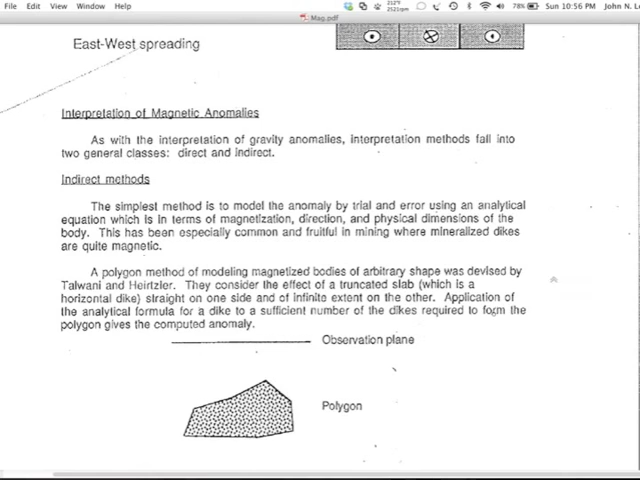 File Edit View Window Help 78% Sun 10:56 PM John N. Lo
Mag.pdf
East-West spreading
Interpretation of Magnetic Anomalies
As with the interpretation of gravity anomalies, interpretation methods fall into
two general classes: direct and indirect.
Indirect methods
The simplest method is to model the anomaly by trial and error using an analytical
equation which is in terms of magnetization, direction, and physical dimensions of the
body. This has been especially common and fruitful in mining where mineralized dikes
are quite magnetic.
A polygon method of modeling magnetized bodies of arbitrary shape was devised by
Talwani and Heirtzler. They consider the effect of a truncated slab (which is a
horizontal dike) straight on one side and of infinite extent on the other. Application of
the analytical formula for a dike to a sufficient number of the dikes required to form the
polygon gives the computed anomaly.
Observation plane
Polygon